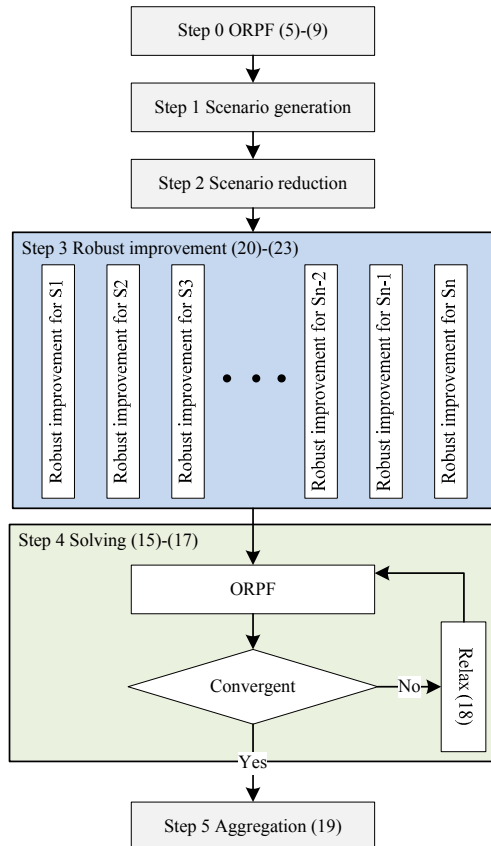 Step 0 ORPF (5)-(9)
Step 1 Scenario generation
Step 2 Scenario reduction
Step 3 Robust improvement (20)-(23)
Robust improvement for S1
Robust improvement for S2
Robust improvement for S3
• • •
Robust improvement for Sn-2
Robust improvement for Sn-1
Robust improvement for Sn
Step 4 Solving (15)-(17)
ORPF
Convergent
No
Relax (18)
Yes
Step 5 Aggregation (19)